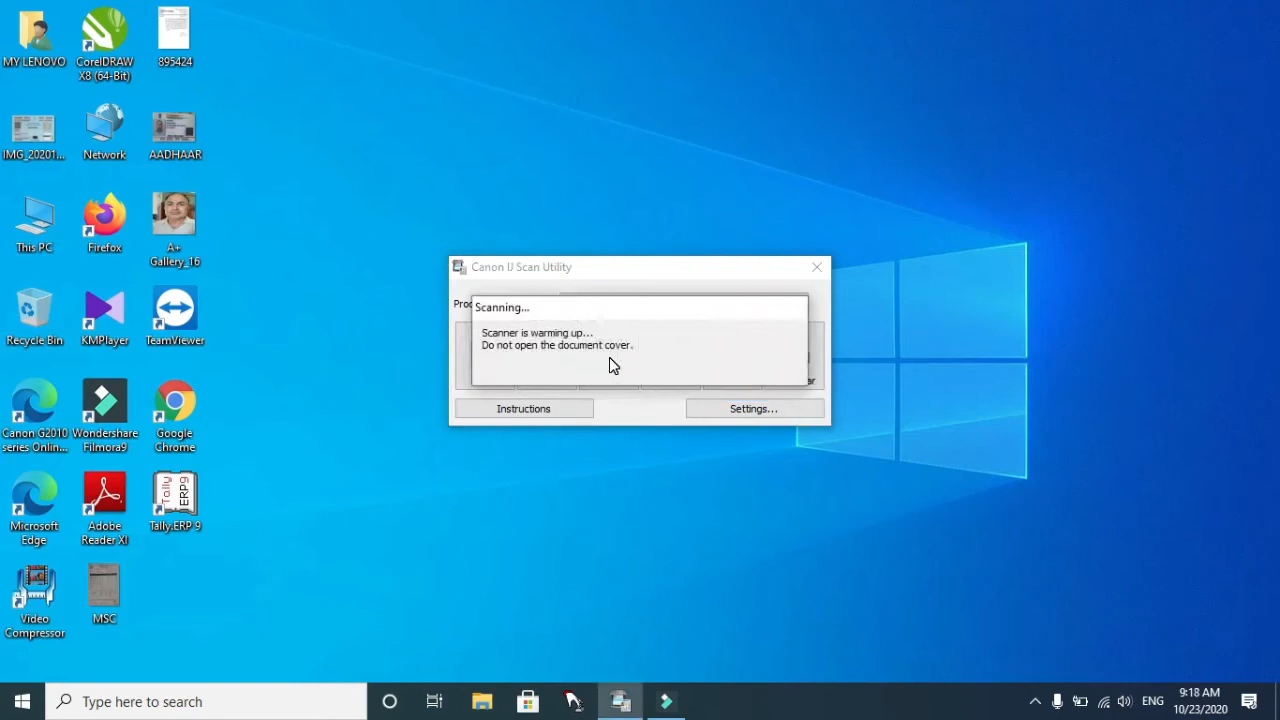 MY LENOVO
CorelDRAW
X8 (64-Bit)
895424
IMG_20201...
Network
AADHAAR
This PC
Firefox
A+
Gallery_16
Recycle Bin
KMPlayer
TeamViewer
Canon G2010
series Onlin...
Wondershare
Filmora9
Google
Chrome
Microsoft
Edge
Adobe
Reader XI
Tally
ERP9
Tally.ERP 9
Video
Compressor
MSC
Canon IJ Scan Utility
Scanning...
Scanner is warming up...
Do not open the document cover.
Instructions
Settings...
Type here to search
ENG
9:18 AM
10/23/2020